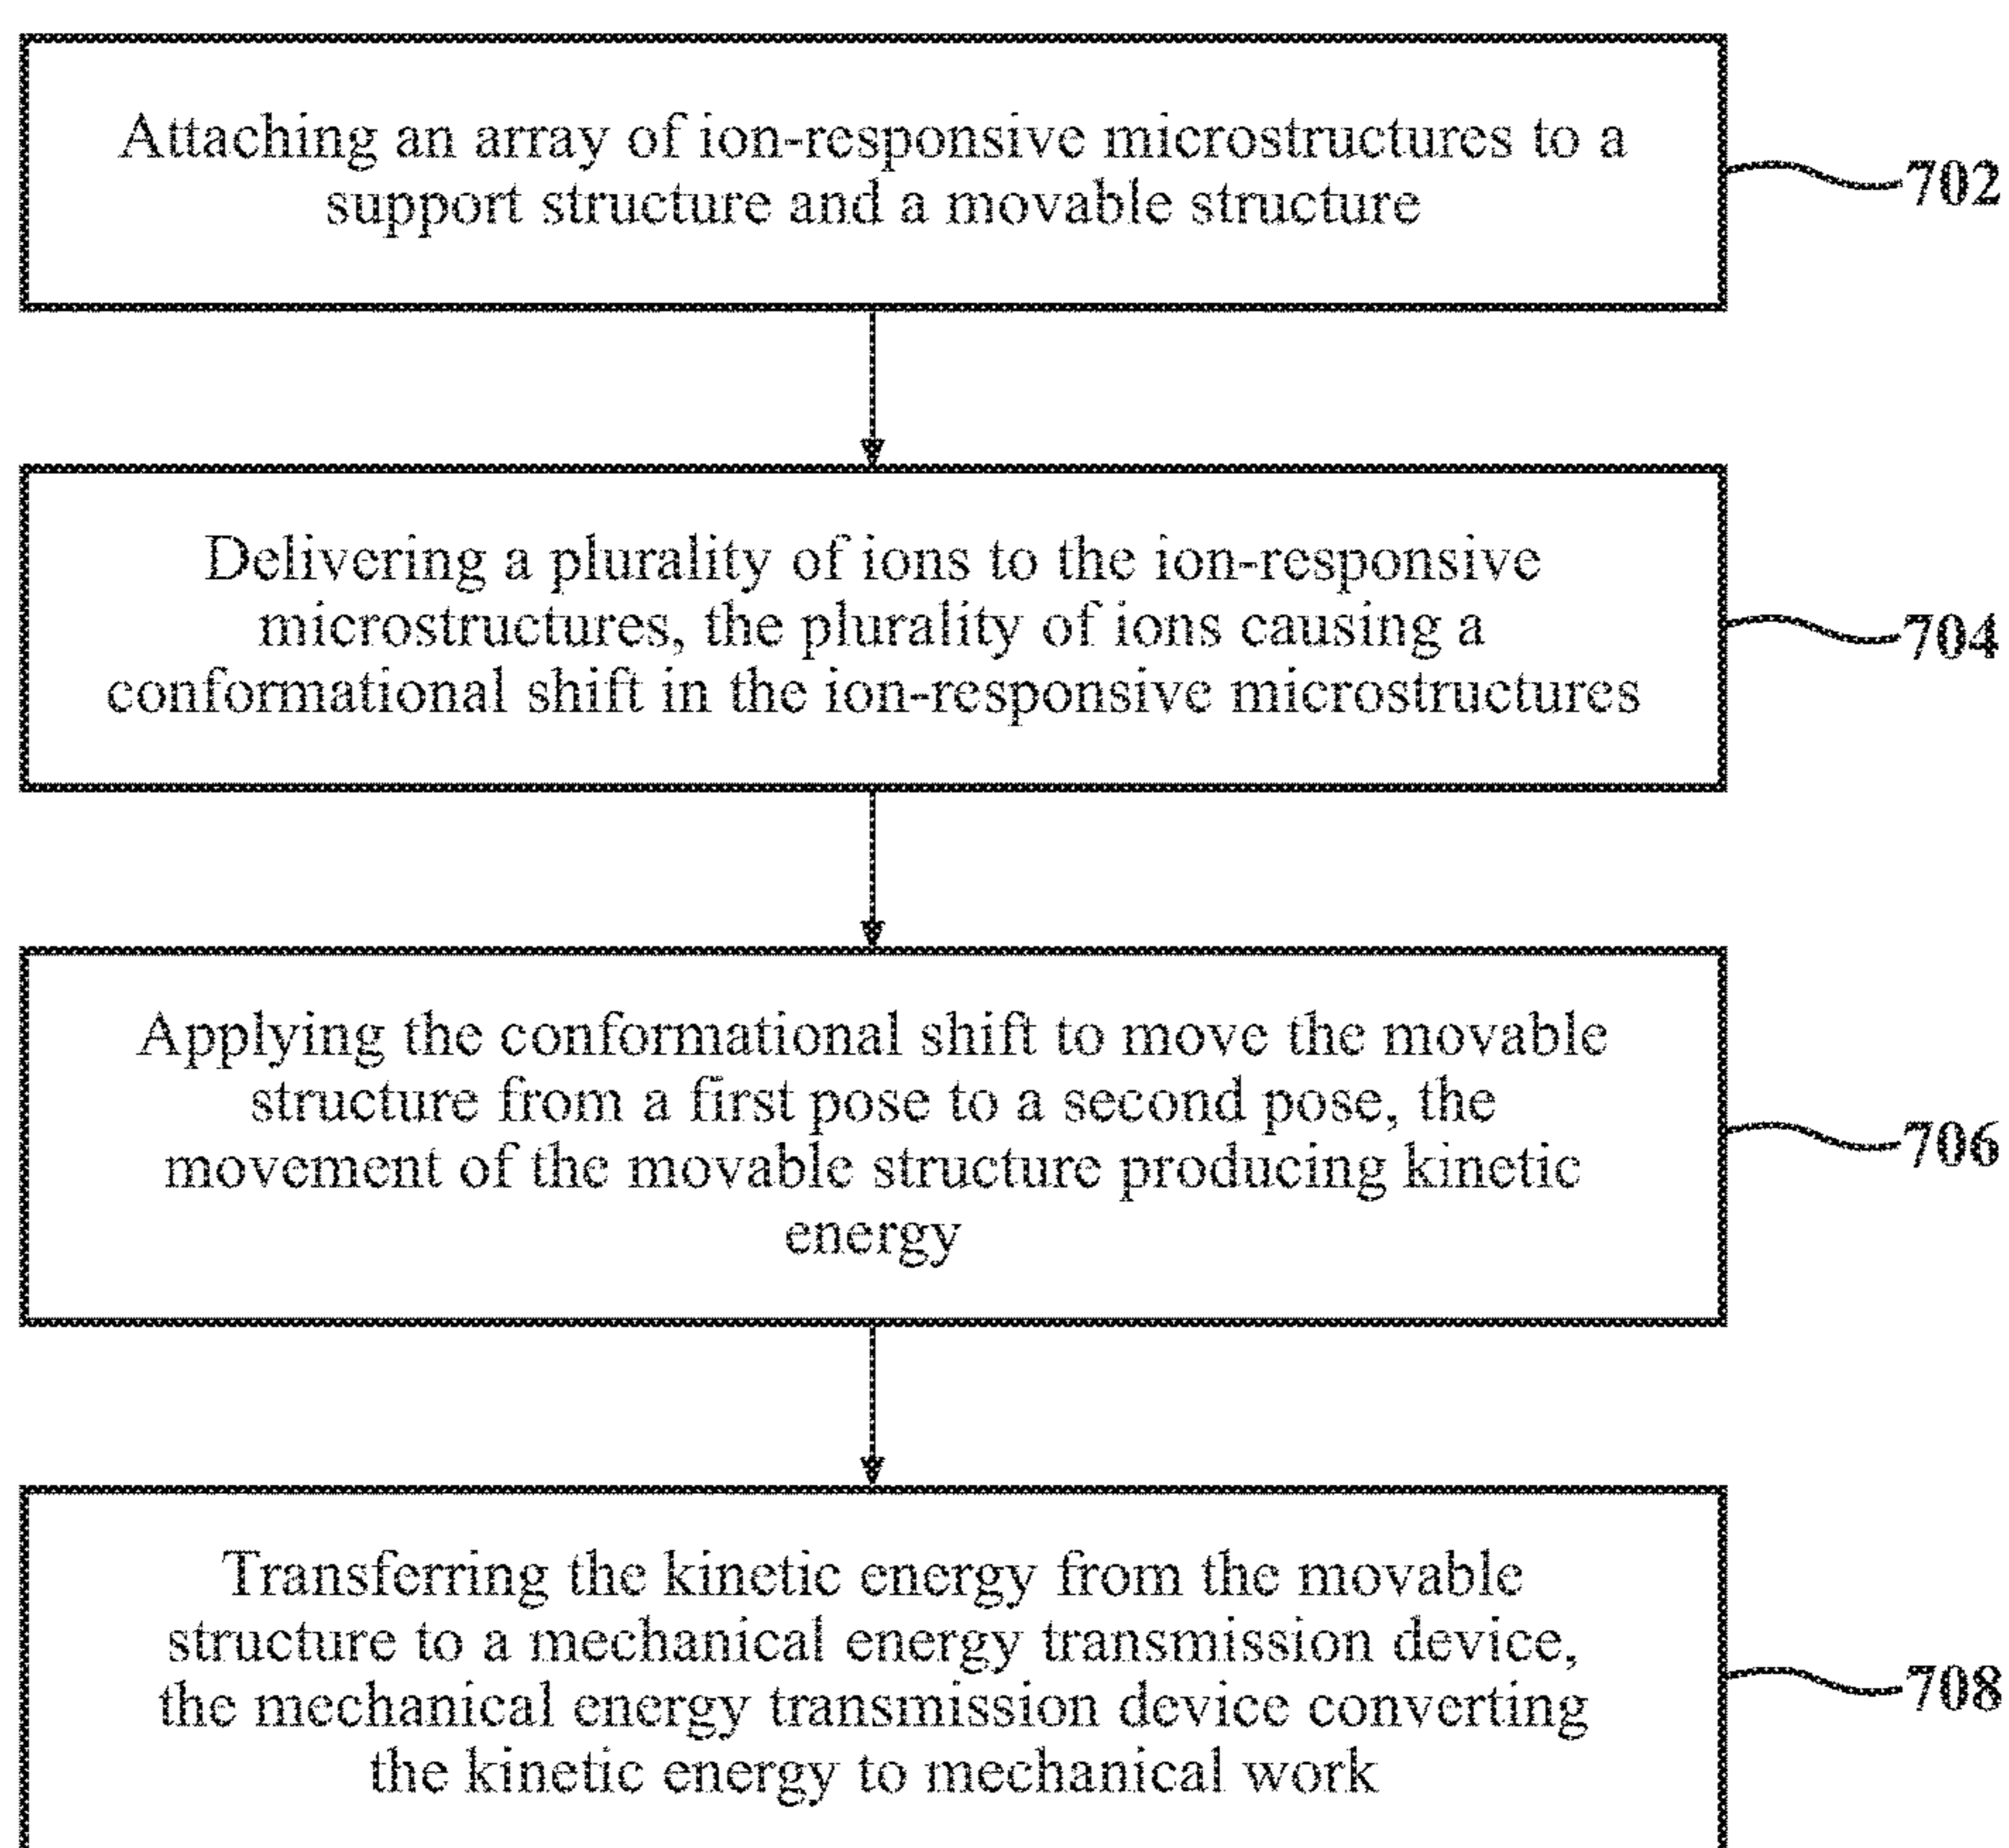 Attaching an array of ion-responsive microstructures to a
support structure and a movable structure
702
Delivering a plurality of ions to the ion-responsive
microstructures, the plurality of ions causing a
conformational shift in the ion-responsive microstructures
704
Applying the conformational shift to move the movable
structure from a first pose to a second pose, the
movement of the movable structure producing kinetic
energy
706
Transferring the kinetic energy from the movable
structure to a mechanical energy transmission device,
the mechanical energy transmission device converting
the kinetic energy to mechanical work
708